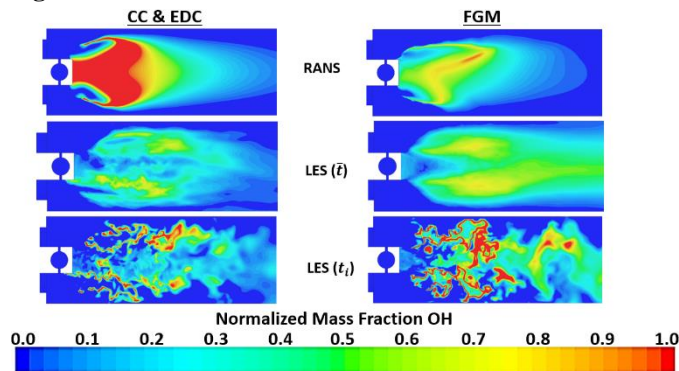 CC & EDC FGM
RANS
LES (t̄)
LES (tᵢ)
Normalized Mass Fraction OH
0.0 0.1 0.2 0.3 0.4 0.5 0.6 0.7 0.8 0.9 1.0